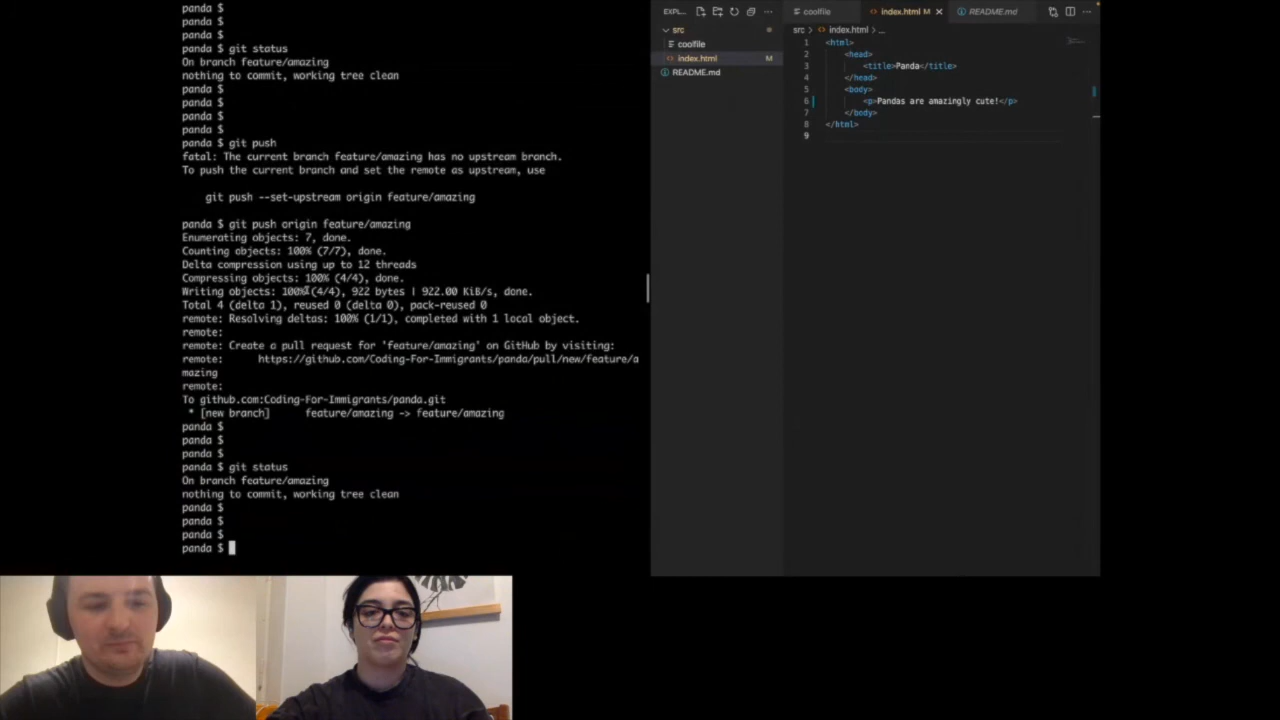 panda $
panda $
panda $
panda $ git status
On branch feature/amazing
nothing to commit, working tree clean
panda $
panda $
panda $
panda $
panda $ git push
fatal: The current branch feature/amazing has no upstream branch.
To push the current branch and set the remote as upstream, use
git push --set-upstream origin feature/amazing
panda $ git push origin feature/amazing
Enumerating objects: 7, done.
Counting objects: 100% (7/7), done.
Delta compression using up to 12 threads
Compressing objects: 100% (4/4), done.
Writing objects: 100% (4/4), 922 bytes | 922.00 KiB/s, done.
Total 4 (delta 1), reused 0 (delta 0), pack-reused 0
remote: Resolving deltas: 100% (1/1), completed with 1 local object.
remote:
remote: Create a pull request for 'feature/amazing' on GitHub by visiting:
remote:      https://github.com/Coding-For-Immigrants/panda/pull/new/feature/a
mazing
remote:
To github.com:Coding-For-Immigrants/panda.git
* [new branch]      feature/amazing -> feature/amazing
panda $
panda $
panda $
panda $ git status
On branch feature/amazing
nothing to commit, working tree clean
panda $
panda $
panda $
panda $
EXPL...
src
coolfile
index.html M
README.md
coolfile
index.html M
README.md
src > index.html > ...
1 <html>
2 <head>
3 <title>Panda</title>
4 </head>
5 <body>
6 <p>Pandas are amazingly cute!</p>
7 </body>
8 </html>
9